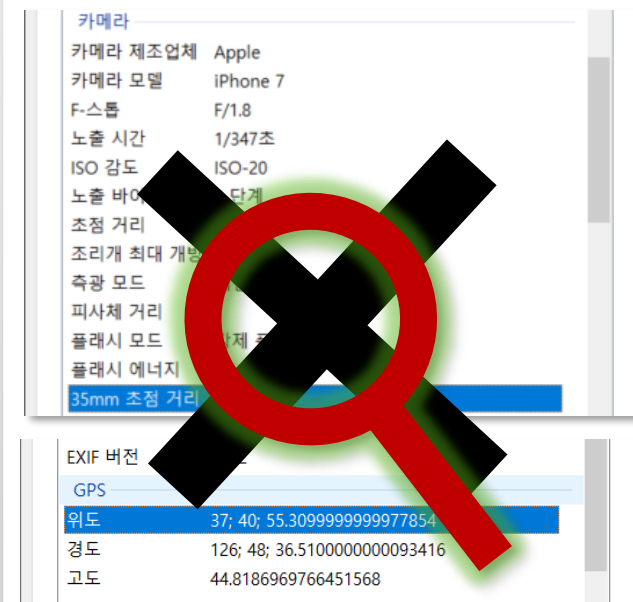 카메라
카메라 제조업체 Apple
카메라 모델 iPhone 7
F-스톱 F/1.8
노출 시간 1/347초
ISO 감도 ISO-20
노출 단계
초점 거리
조리개 최대
측광 모드
피사체 거리
플래시 모드
플래시 에너지
35mm 초점 거리
EXIF 버전
GPS
위도 37; 40; 55.3099999999977854
경도 126; 48; 36.5100000000093416
고도 44.8186969766451568